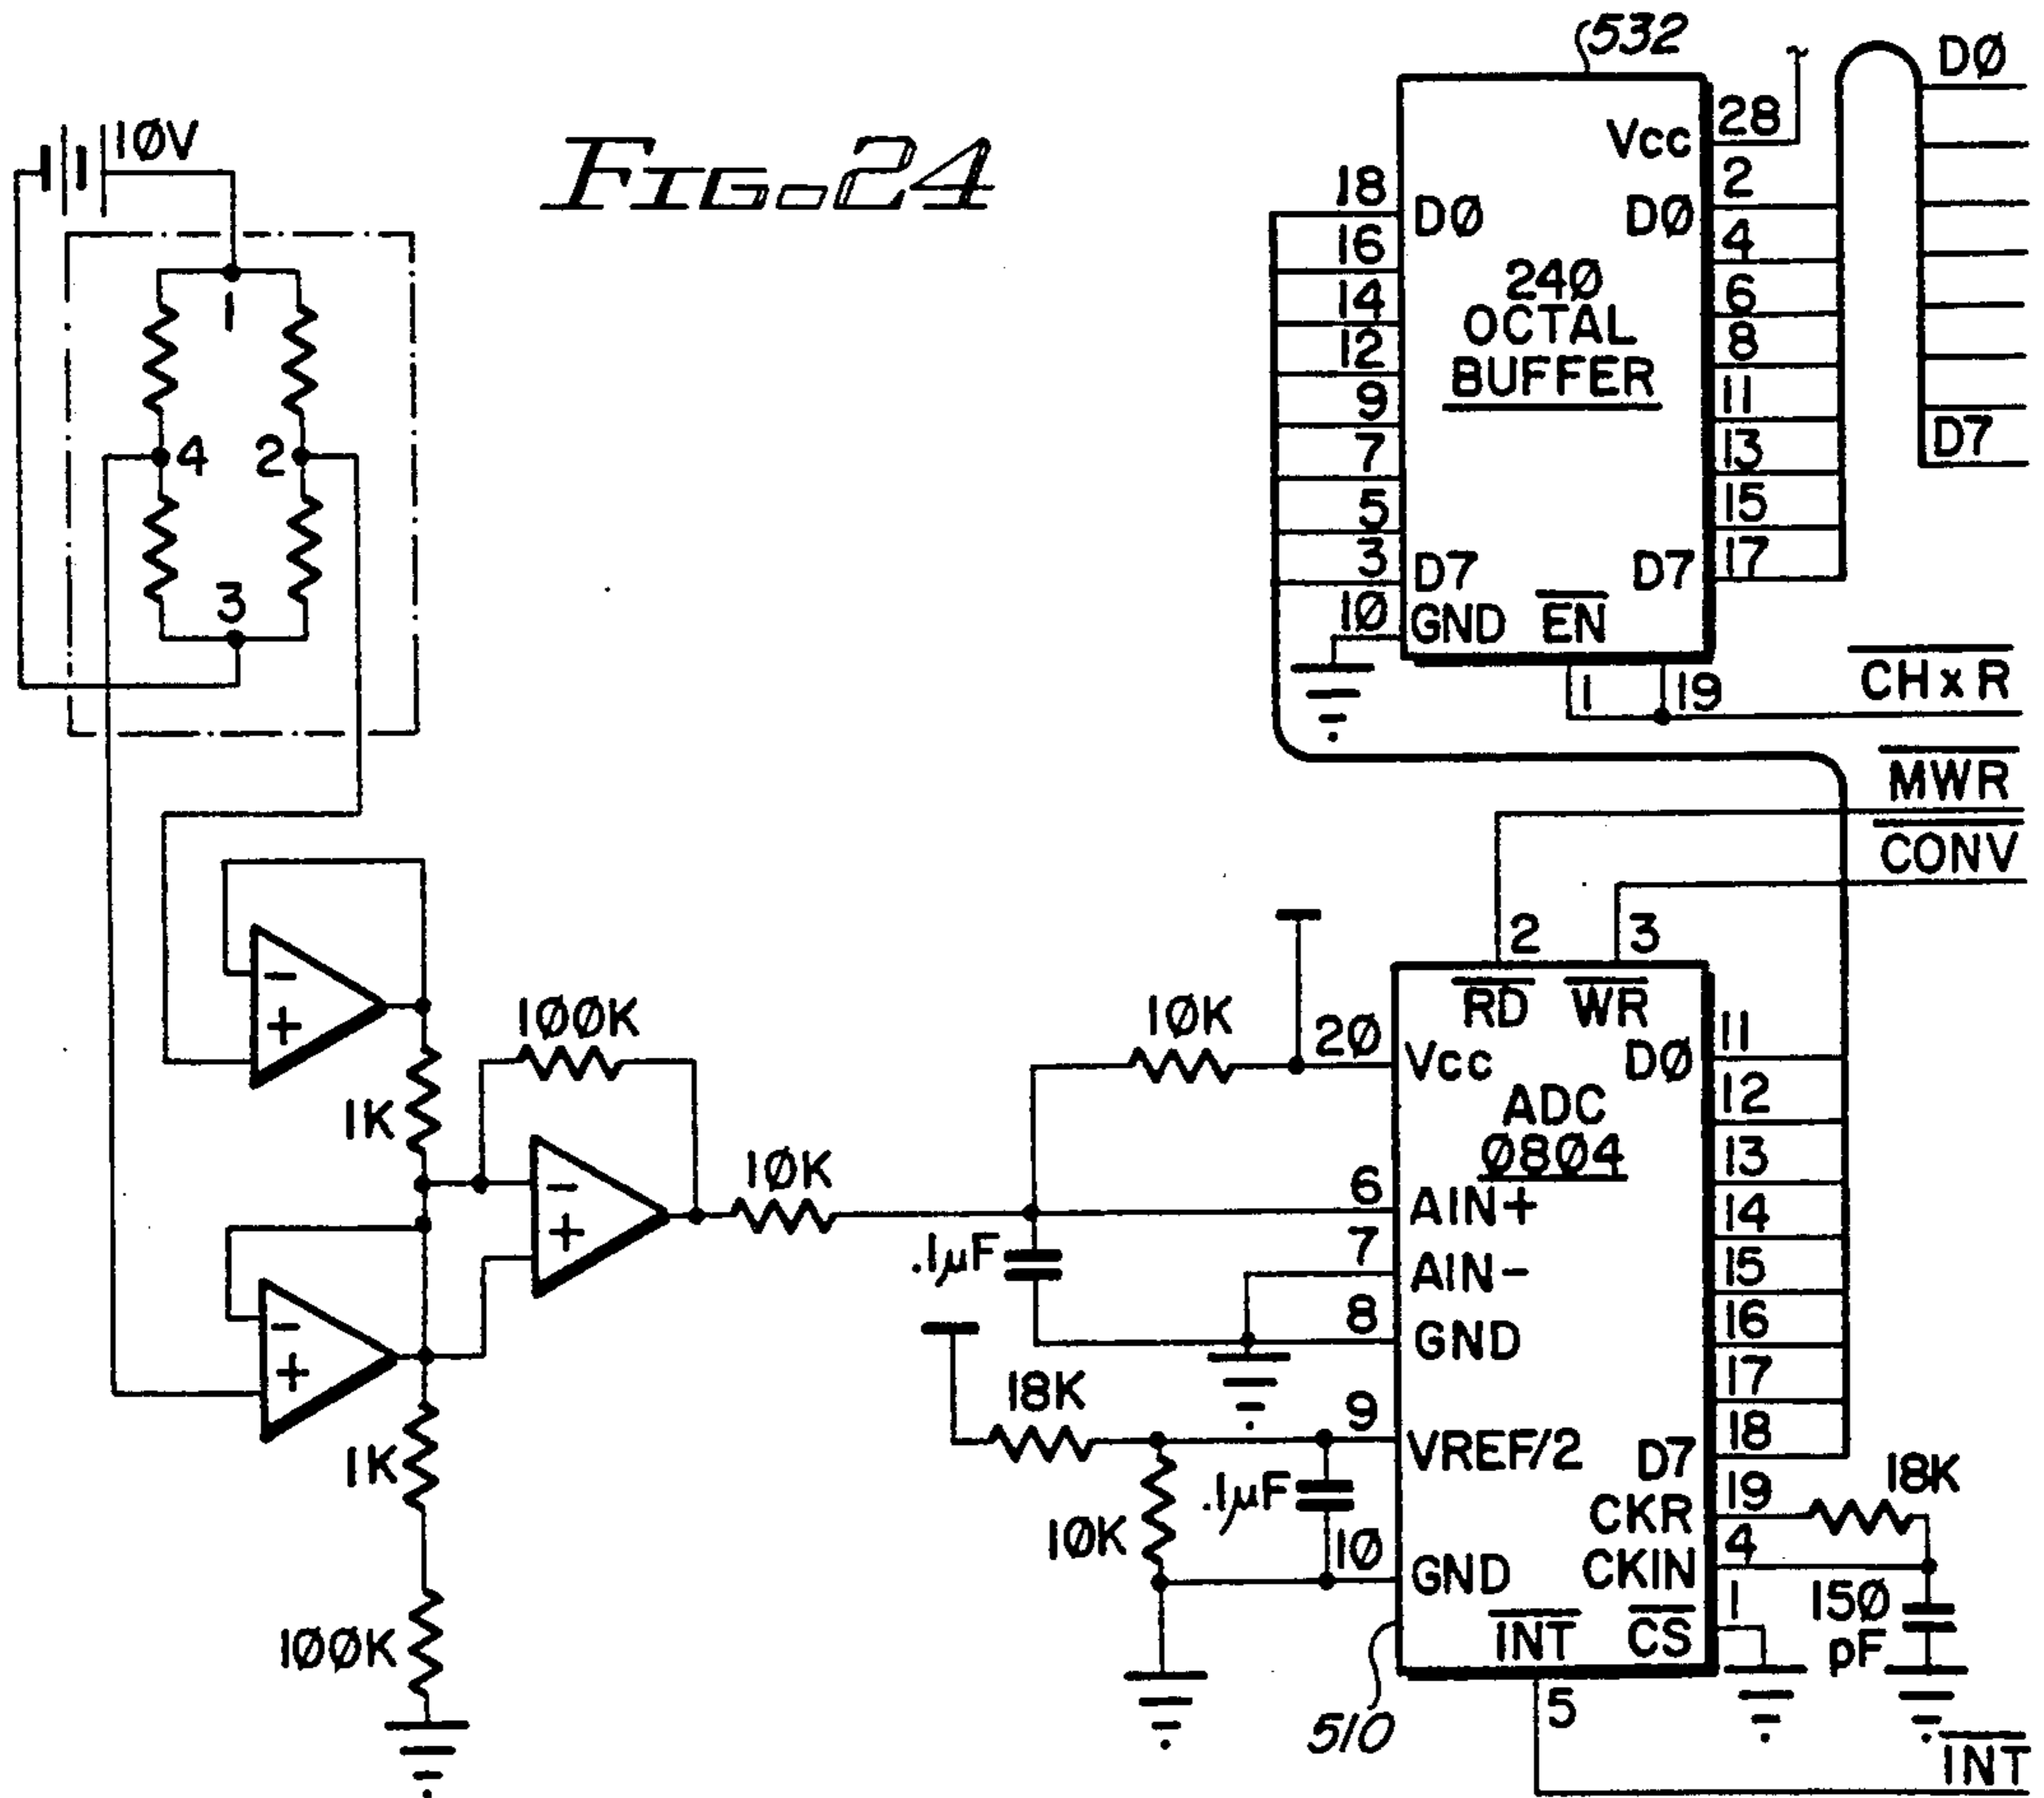 FIG. 24
10V
1
4
2
3
532
Vcc
28
18
D0
D0
2
16
4
14
6
12
8
9
11
7
13
5
15
3
17
240
OCTAL
BUFFER
D7
D7
10
GND
EN
1
19
D0
D7
CHxR
MWR
CONV
-
+
1K
100K
-
+
10K
-
+
1K
100K
10K
.1µF
18K
10K
.1µF
2
3
RD
WR
20
Vcc
D0
11
ADC
0804
12
13
6
AIN+
14
7
AIN-
15
8
GND
16
17
9
VREF/2
D7
18
CKR
19
18K
CKIN
4
10
GND
INT
CS
1
150
pF
510
5
INT